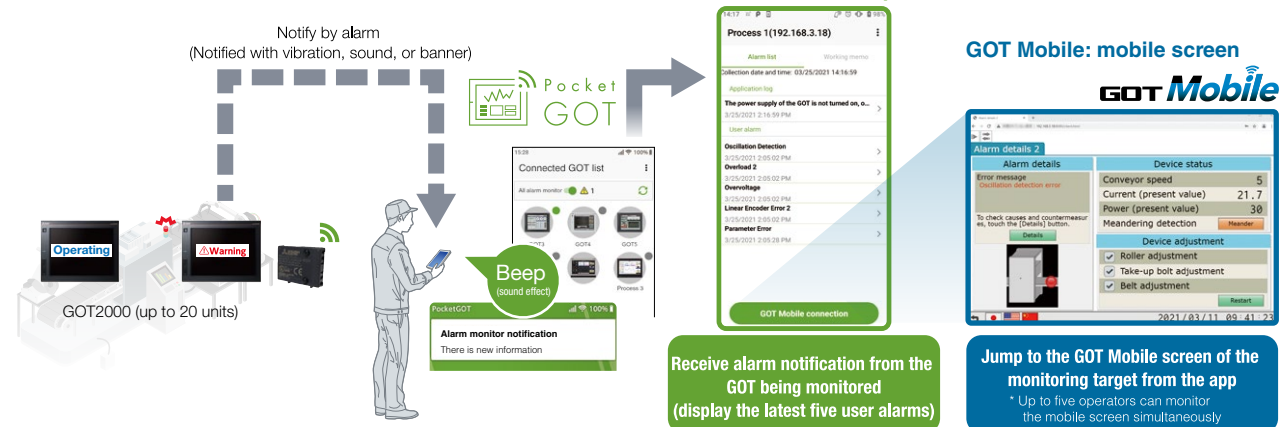 Notify by alarm
(Notified with vibration, sound, or banner)
Pocket
GOT
Operating
Warning
GOT2000 (up to 20 units)
15:28
100%
Connected GOT list
All alarm monitor
1
GOT3
GOT4
GOT5
Process 3
Beep
(sound effect)
PocketGOT
100%
Alarm monitor notification
There is new information
14:17
98%
Process 1(192.168.3.18)
Alarm list
Working memo
Collection date and time: 03/25/2021 14:16:59
Application log
The power supply of the GOT is not turned on, o...
3/25/2021 2:16:59 PM
User alarm
Oscillation Detection
3/25/2021 2:05:02 PM
Overload 2
3/25/2021 2:05:02 PM
Overvoltage
3/25/2021 2:05:02 PM
Linear Encoder Error 2
3/25/2021 2:05:02 PM
Parameter Error
3/25/2021 2:05:28 PM
GOT Mobile connection
Receive alarm notification from the
GOT being monitored
(display the latest five user alarms)
GOT Mobile: mobile screen
GOT Mobile
Alarm details 2
Alarm details
Error message
Oscillation detection error
To check causes and countermeasur
es, touch the [Details] button.
Details
Device status
Conveyor speed 5
Current (present value) 21.7
Power (present value) 30
Meandering detection Meander
Device adjustment
Roller adjustment
Take-up bolt adjustment
Belt adjustment
Restart
2021/03/11 09:41:23
Jump to the GOT Mobile screen of the
monitoring target from the app
* Up to five operators can monitor
the mobile screen simultaneously